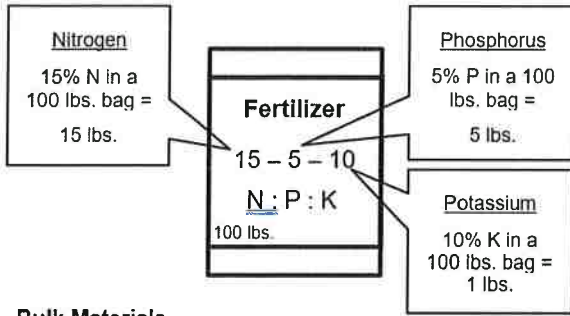 Nitrogen
15% N in a
100 lbs. bag =
15 lbs.
Phosphorus
5% P in a 100
lbs. bag =
5 lbs.
Fertilizer
15 – 5 – 10
N : P : K
100 lbs.
Potassium
10% K in a
100 lbs. bag =
1 lbs.
Bulk Materials